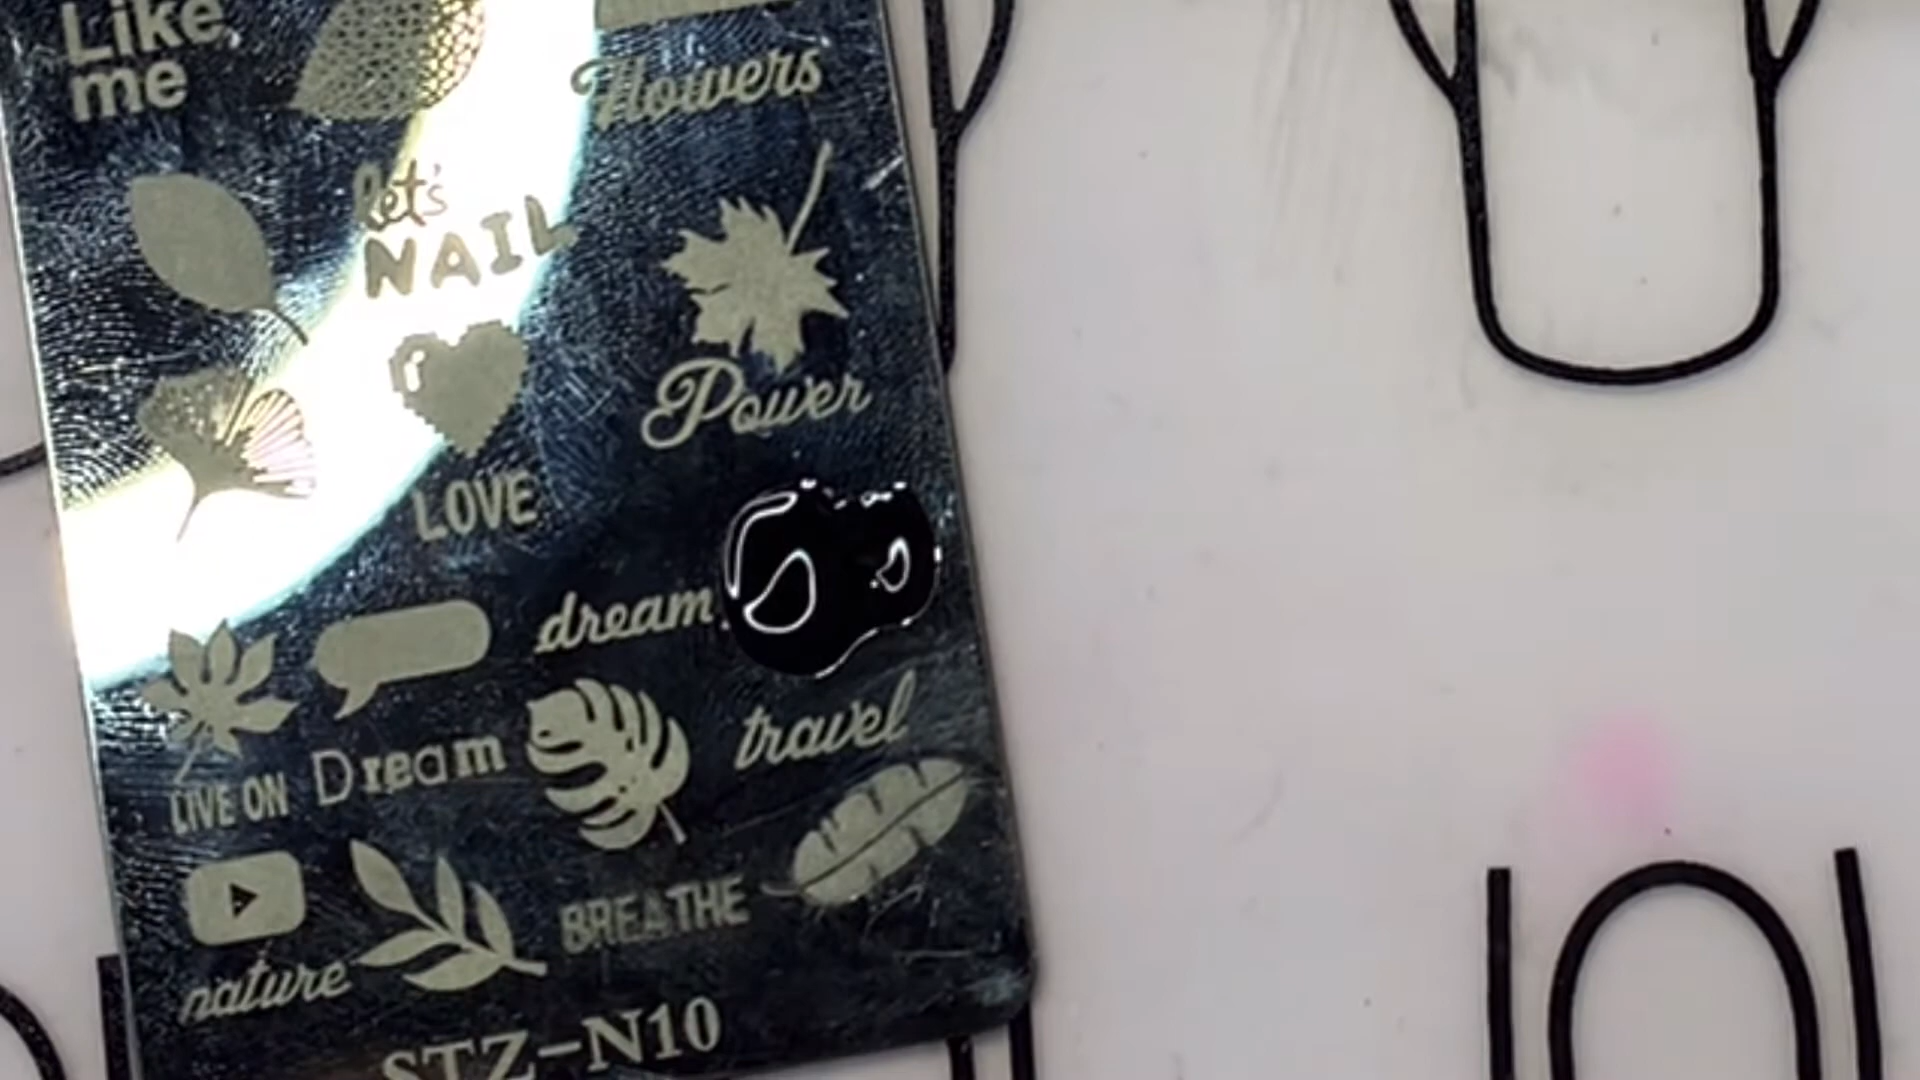 Like
me
Flowers
let's
NAIL
Power
LOVE
dream
travel
Dream
LIVE ON
BREATHE
nature
STZ-N10